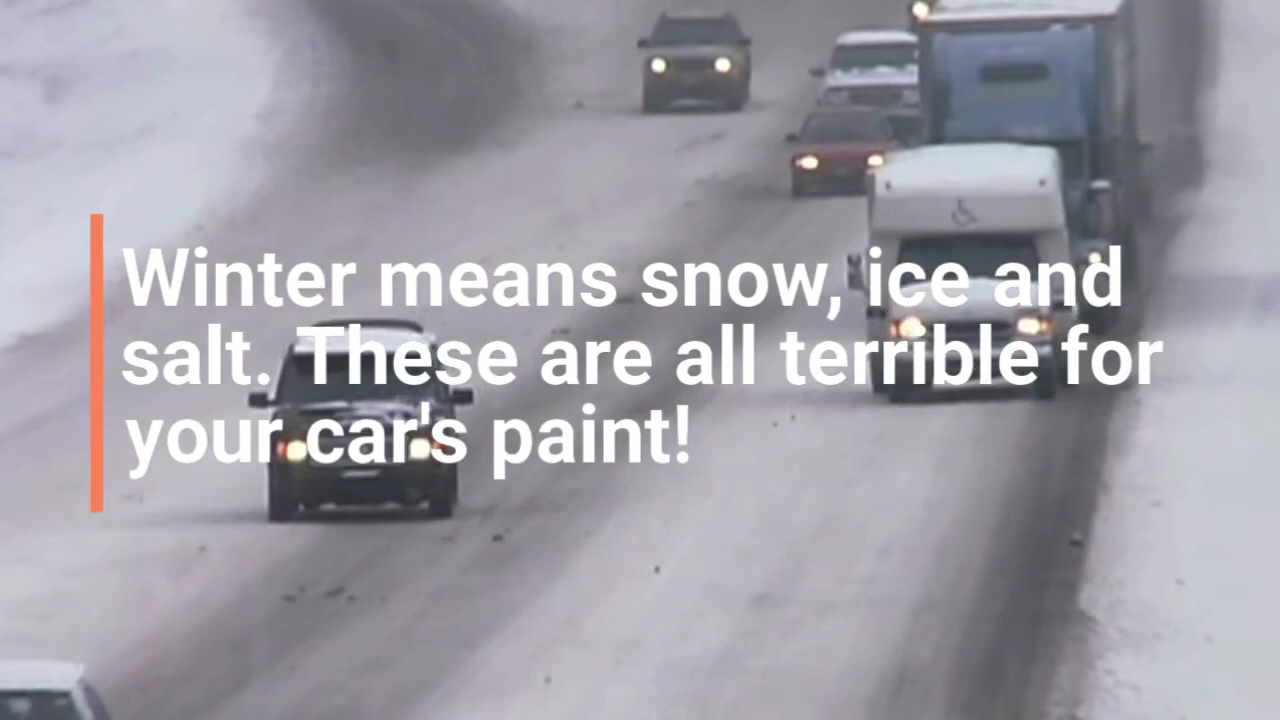 Winter means snow, ice and
salt. These are all terrible for
your car's paint!